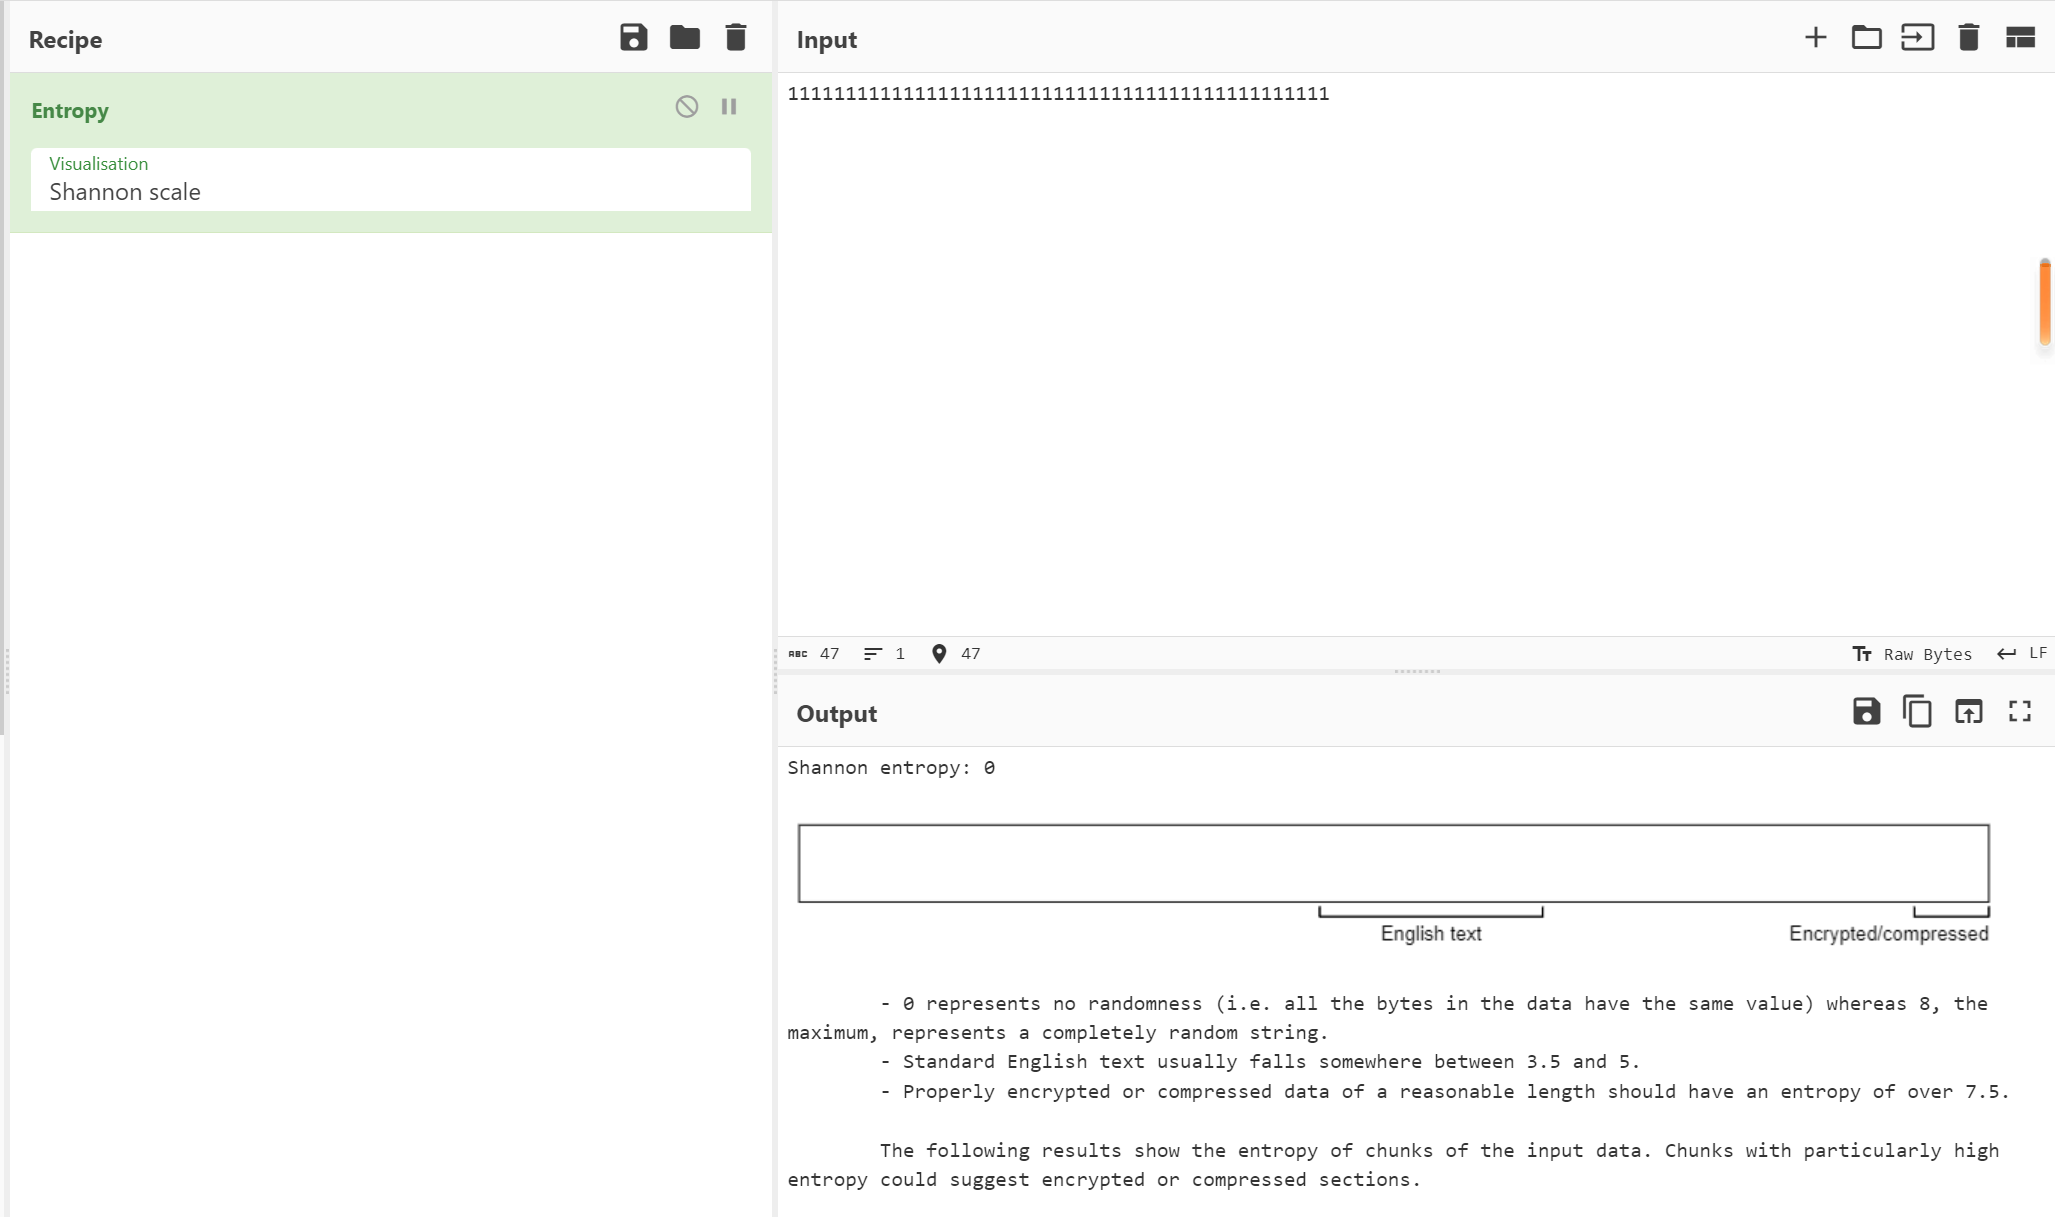 Recipe
Entropy
Visualisation
Shannon scale
Input
11111111111111111111111111111111111111111111111
ABC 47 1 47
Raw Bytes LF
Output
Shannon entropy: 0
English text
Encrypted/compressed
- 0 represents no randomness (i.e. all the bytes in the data have the same value) whereas 8, the
maximum, represents a completely random string.
- Standard English text usually falls somewhere between 3.5 and 5.
- Properly encrypted or compressed data of a reasonable length should have an entropy of over 7.5.
The following results show the entropy of chunks of the input data. Chunks with particularly high
entropy could suggest encrypted or compressed sections.